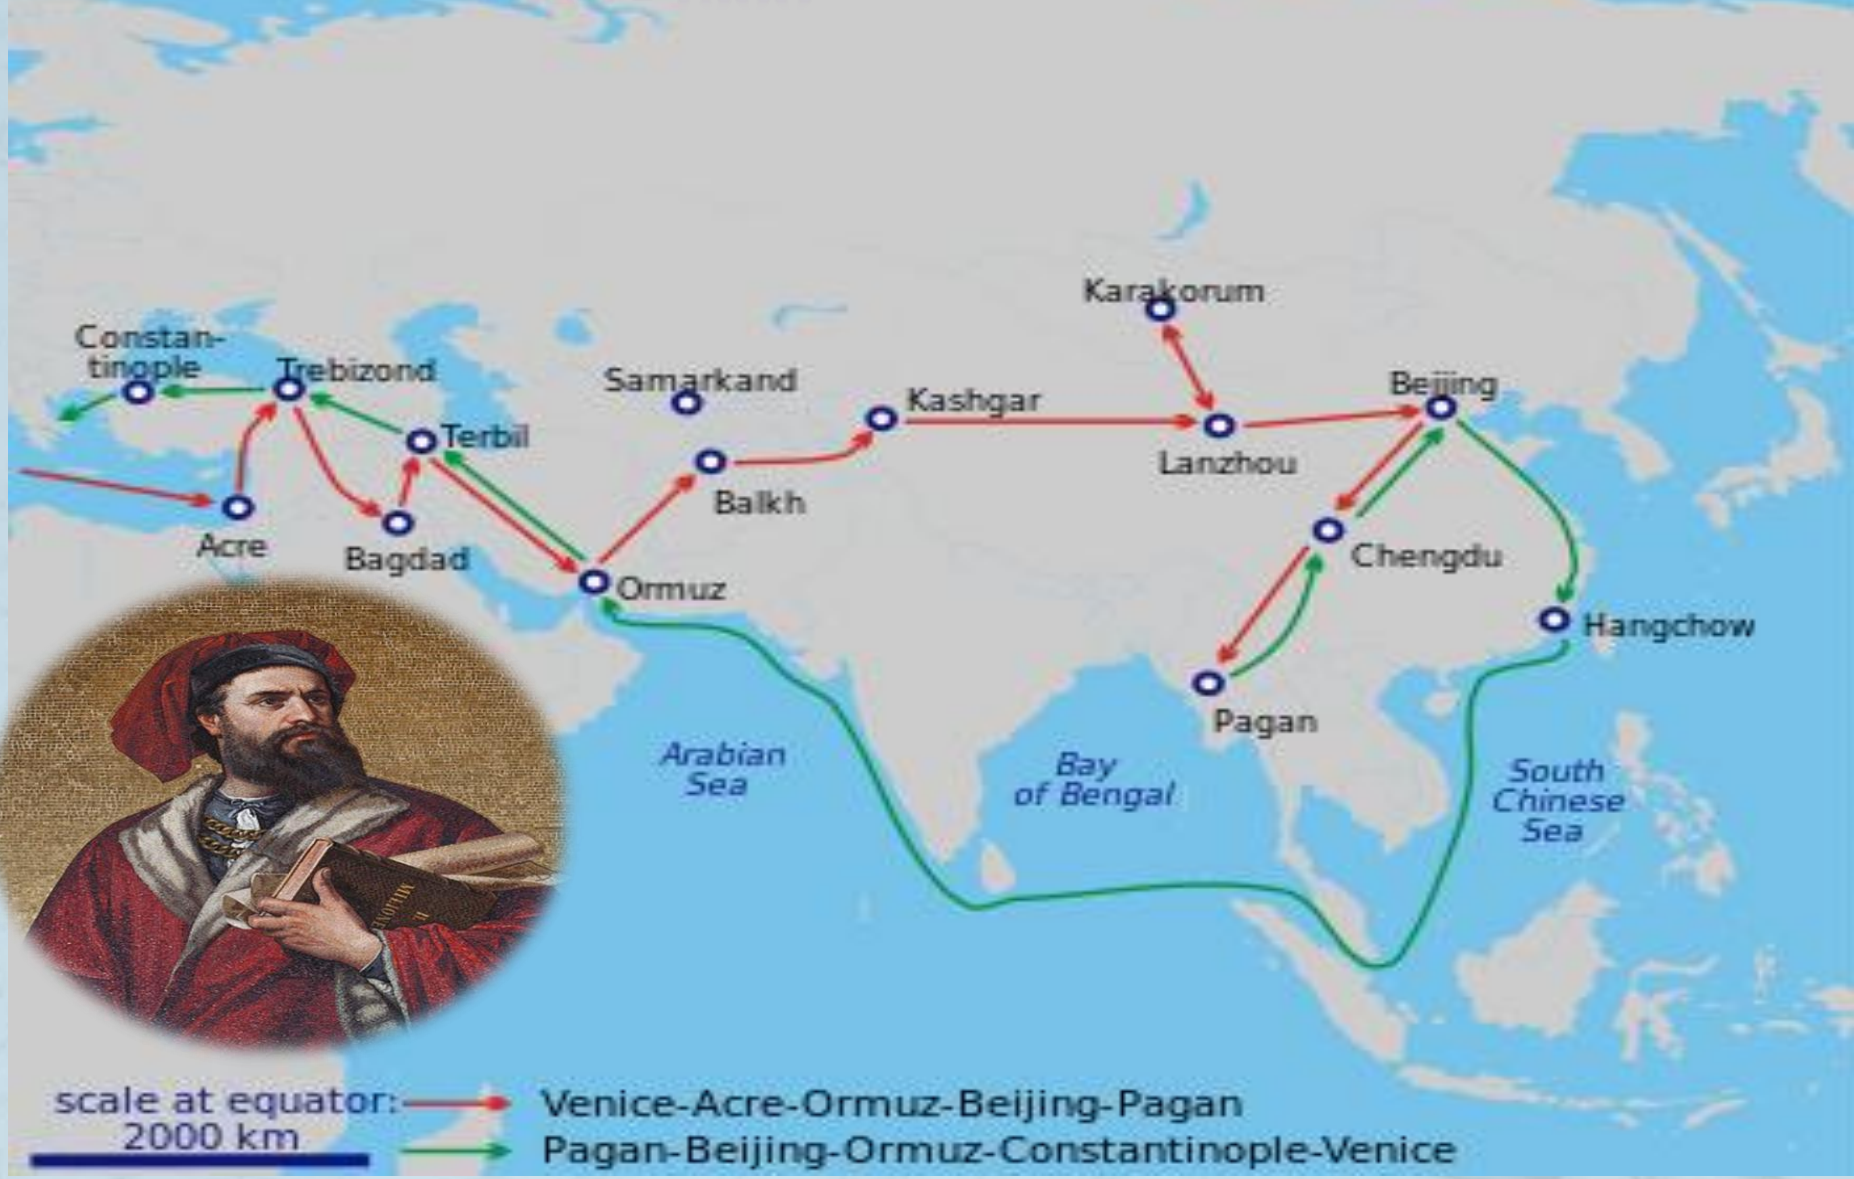 Karakorum
Constan-
tinople
Trebizond
Samarkand
Kashgar
Beijing
Terbil
Lanzhou
Balkh
Acre
Bagdad
Chengdu
Ormuz
Hangchow
Pagan
Arabian
Sea
Bay
of Bengal
South
Chinese
Sea
IL
MILIONE
scale at equator:
2000 km
Venice-Acre-Ormuz-Beijing-Pagan
Pagan-Beijing-Ormuz-Constantinople-Venice